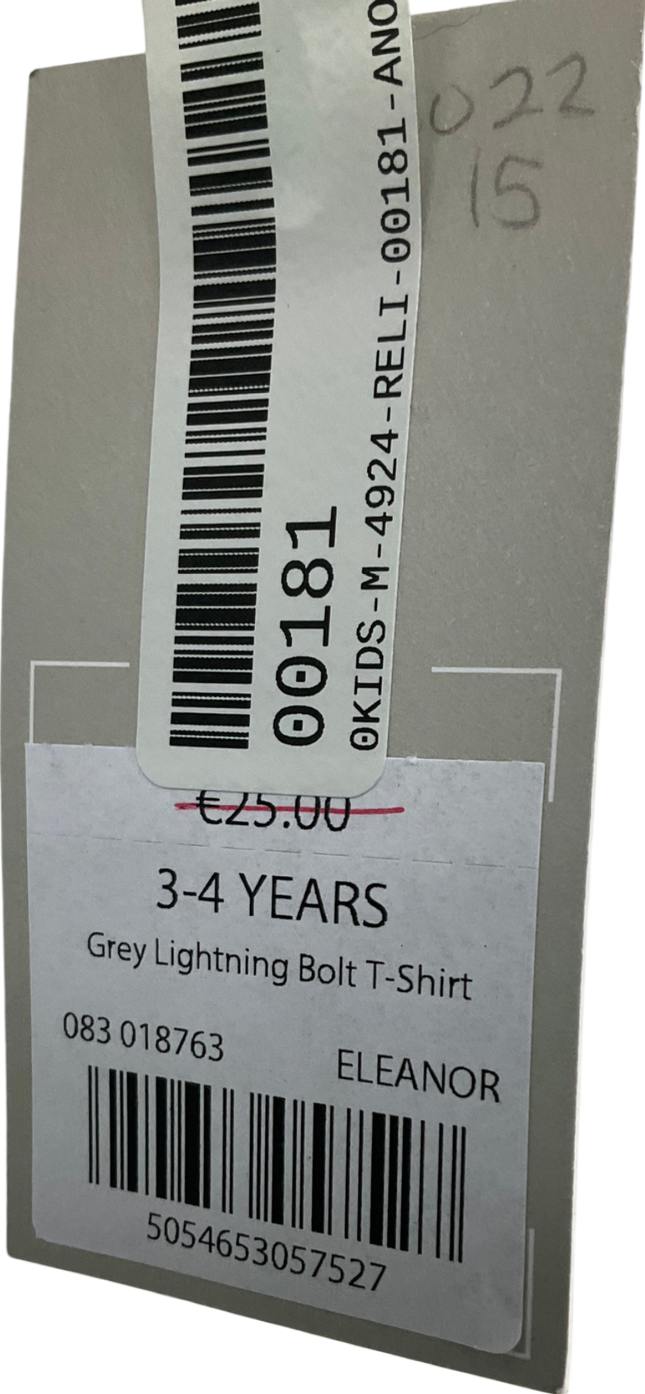 022
15
00181
0KIDS-M-4924-RELI-00181-ANO
€25.00
3-4 YEARS
Grey Lightning Bolt T-Shirt
083 018763
ELEANOR
5054653057527